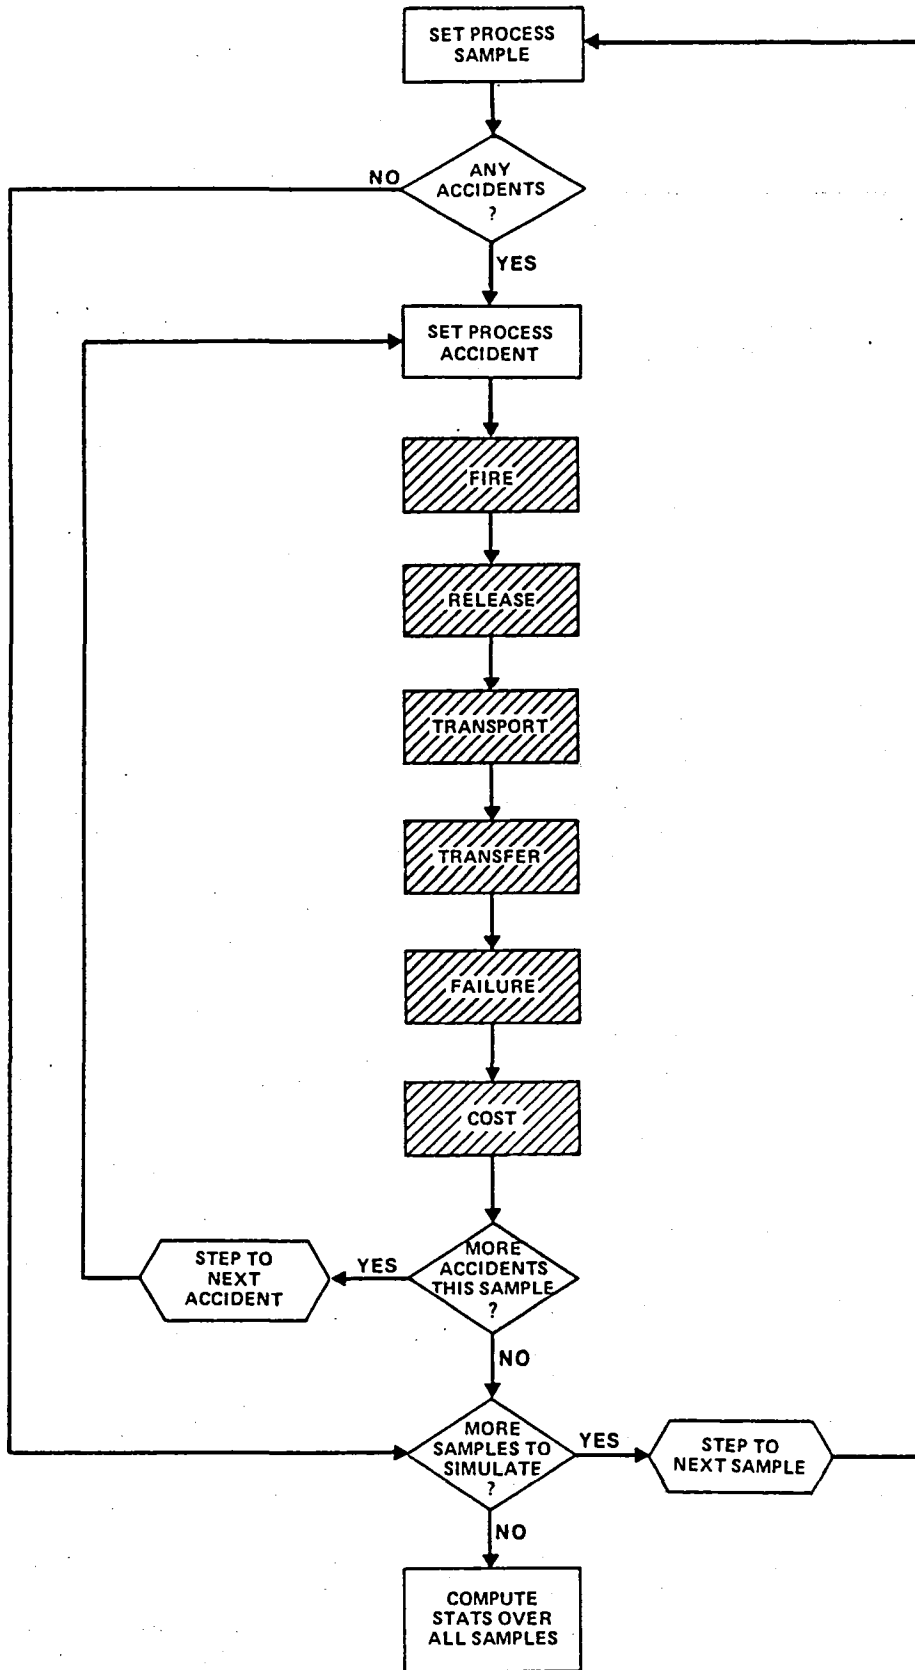 SET PROCESS
SAMPLE
NO
ANY
ACCIDENTS
?
YES
SET PROCESS
ACCIDENT
FIRE
RELEASE
TRANSPORT
TRANSFER
FAILURE
COST
STEP TO
NEXT
ACCIDENT
YES
MORE
ACCIDENTS
THIS SAMPLE
?
NO
MORE
SAMPLES TO
SIMULATE
?
YES
STEP TO
NEXT SAMPLE
NO
COMPUTE
STATS OVER
ALL SAMPLES